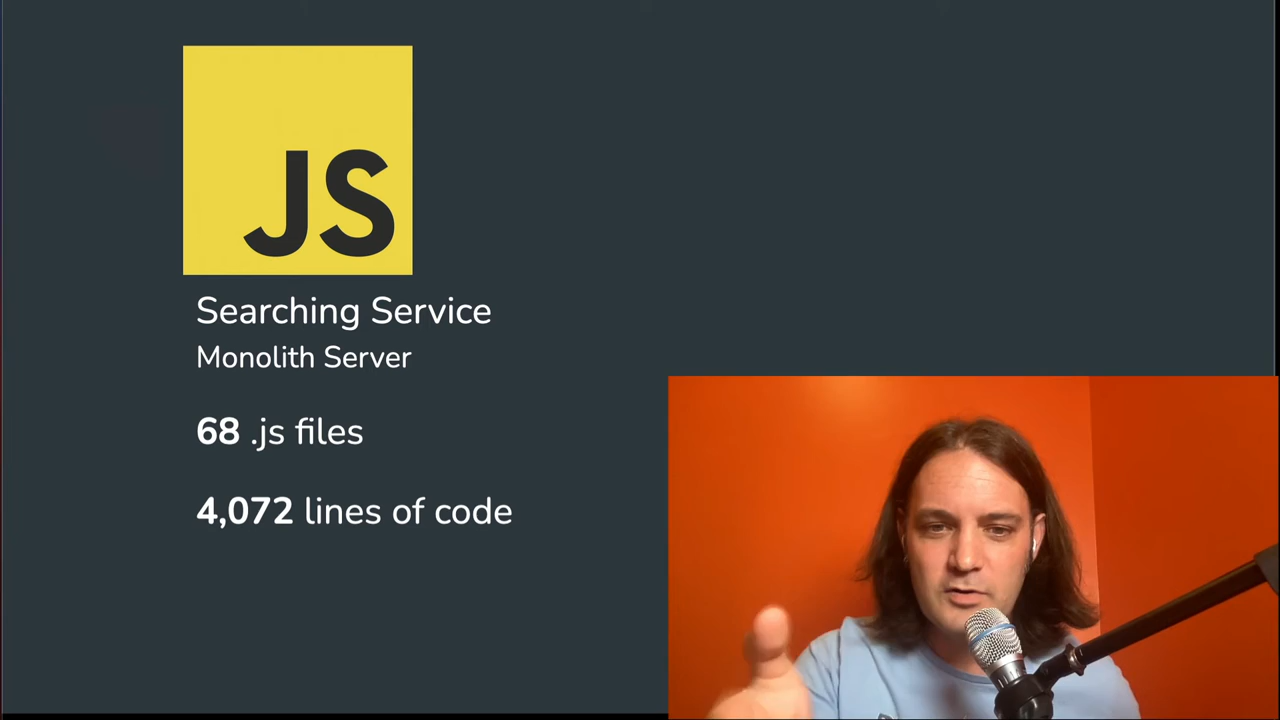 JS
Searching Service
Monolith Server
68 .js files
4,072 lines of code